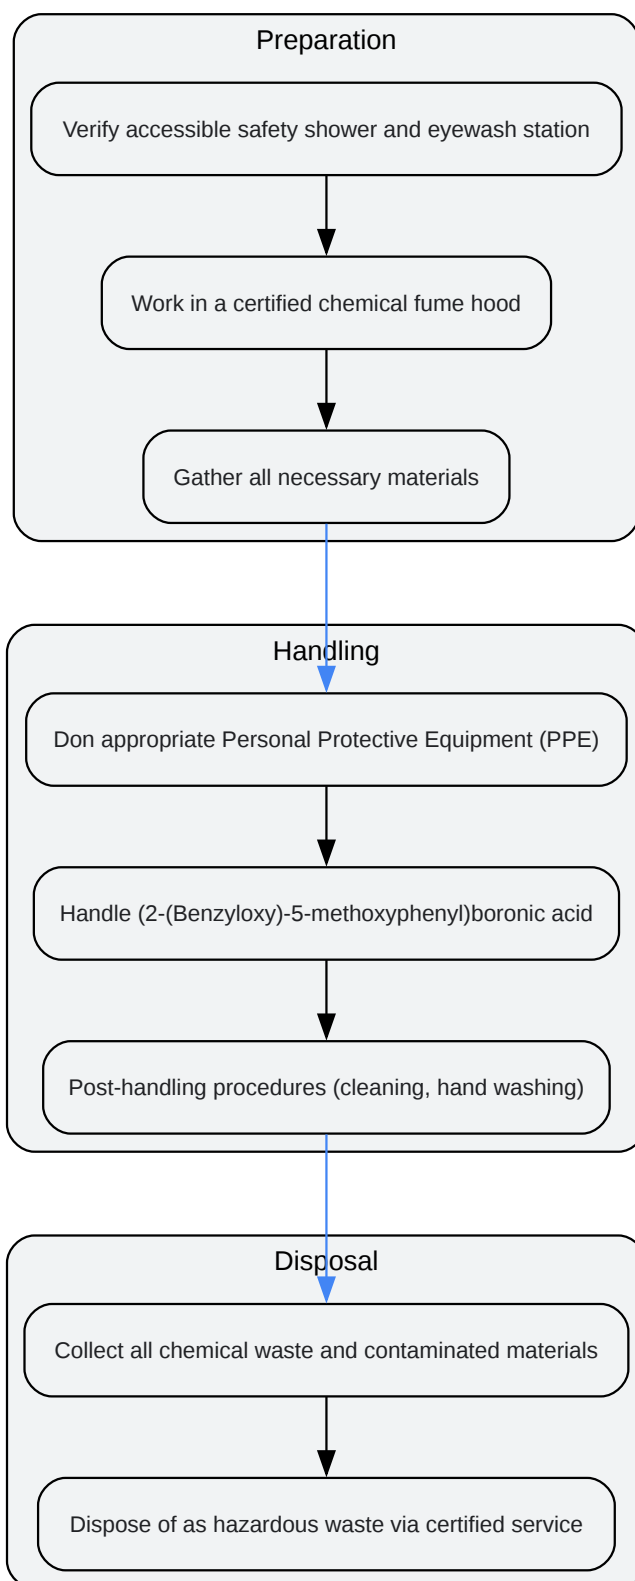 Preparation
Verify accessible safety shower and eyewash station
Work in a certified chemical fume hood
Gather all necessary materials
Handling
Don appropriate Personal Protective Equipment (PPE)
Handle (2-(Benzyloxy)-5-methoxyphenyl)boronic acid
Post-handling procedures (cleaning, hand washing)
Disposal
Collect all chemical waste and contaminated materials
Dispose of as hazardous waste via certified service